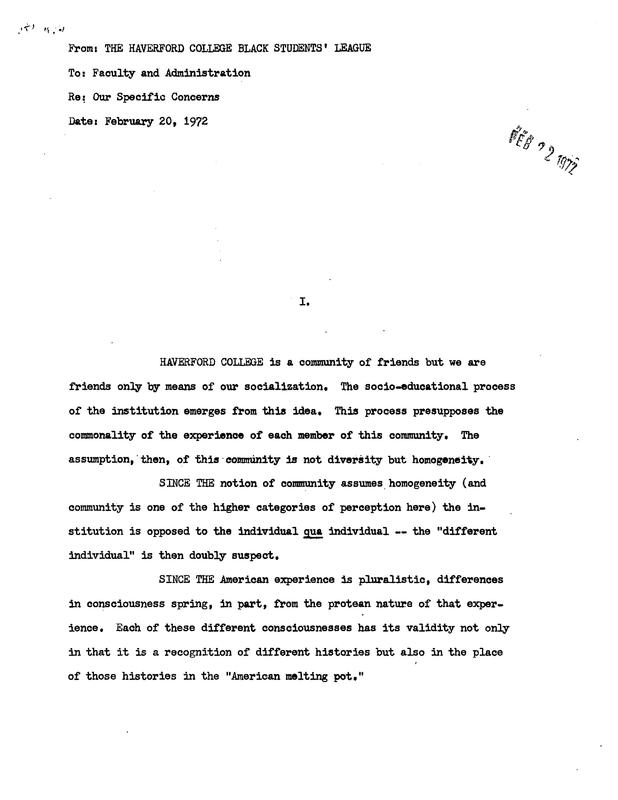 From: THE HAVERFORD COLLEGE BLACK STUDENTS' LEAGUE
To: Faculty and Administration
Re: Our Specific Concerns
Date: February 20, 1972
FEB 22 1972
I.
HAVERFORD COLLEGE is a community of friends but we are
friends only by means of our socialization. The socio-educational process
of the institution emerges from this idea. This process presupposes the
commonality of the experience of each member of this community. The
assumption, then, of this community is not diversity but homogeneity.
SINCE THE notion of community assumes homogeneity (and
community is one of the higher categories of perception here) the in-
stitution is opposed to the individual qua individual -- the "different
individual" is then doubly suspect.
SINCE THE American experience is pluralistic, differences
in consciousness spring, in part, from the protean nature of that exper-
ience. Each of these different consciousnesses has its validity not only
in that it is a recognition of different histories but also in the place
of those histories in the "American melting pot."